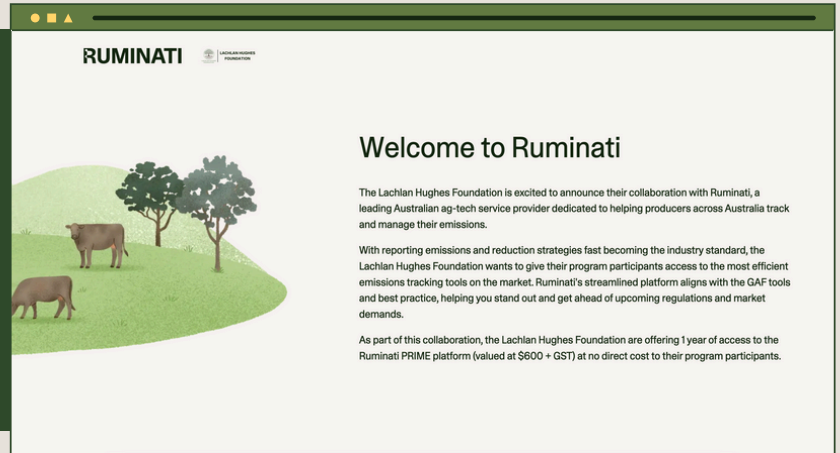 RUMINATI
LACHLAN HUGHES
FOUNDATION
Welcome to Ruminati
The Lachlan Hughes Foundation is excited to announce their collaboration with Ruminati, a
leading Australian ag-tech service provider dedicated to helping producers across Australia track
and manage their emissions.
With reporting emissions and reduction strategies fast becoming the industry standard, the
Lachlan Hughes Foundation wants to give their program participants access to the most efficient
emissions tracking tools on the market. Ruminati's streamlined platform aligns with the GAF tools
and best practice, helping you stand out and get ahead of upcoming regulations and market
demands.
As part of this collaboration, the Lachlan Hughes Foundation are offering 1 year of access to the
Ruminati PRIME platform (valued at $600 + GST) at no direct cost to their program participants.